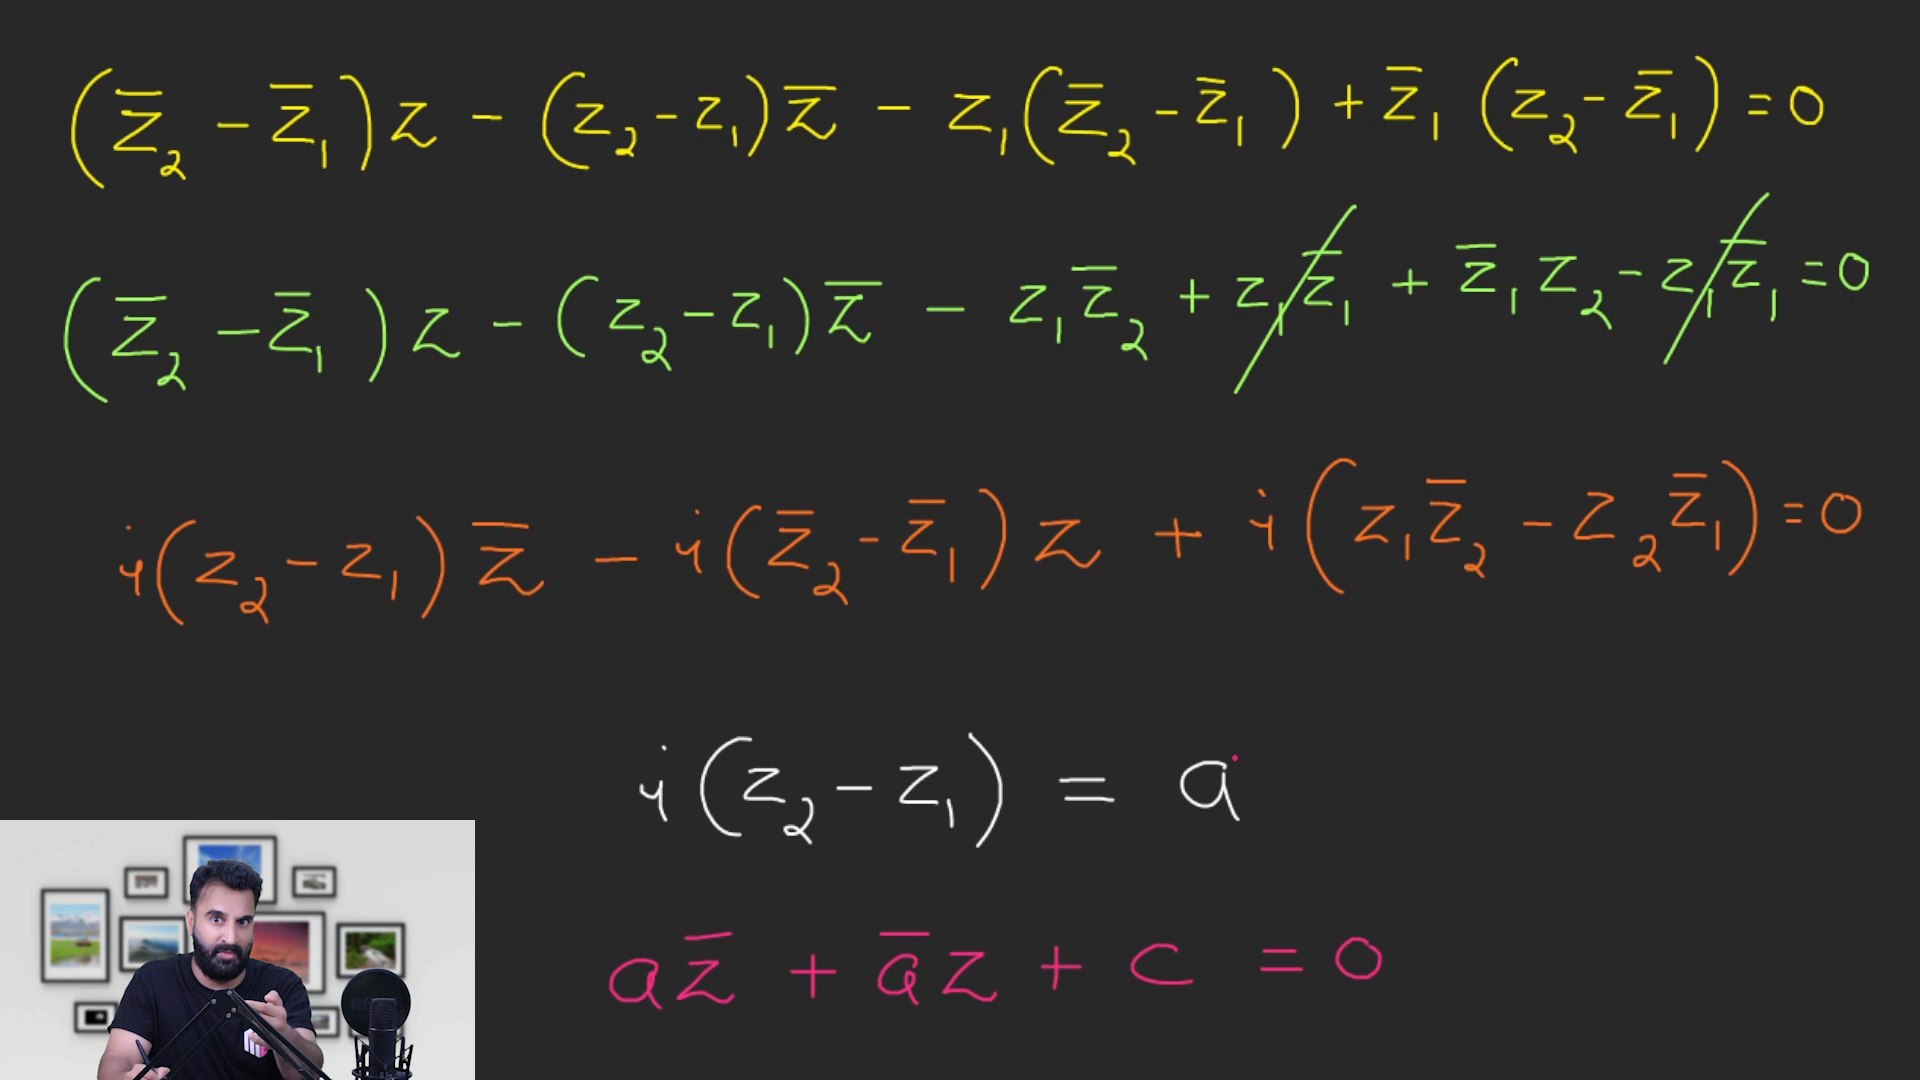 (z̅₂ - z̅₁)z - (z₂ - z₁)z̅ - z₁(z̅₂ - z̅₁) + z̅₁(z₂ - z̅₁) = 0
(z̅₂ - z̅₁)z - (z₂ - z₁)z̅ - z₁z̅₂ + z₁z̅₁ + z̅₁z₂ - z₁z̅₁ = 0
i(z₂ - z₁)z̅ - i(z̅₂ - z̅₁)z + i(z₁z̅₂ - z₂z̅₁) = 0
i(z₂ - z₁) = a
az̅ + a̅z + c = 0